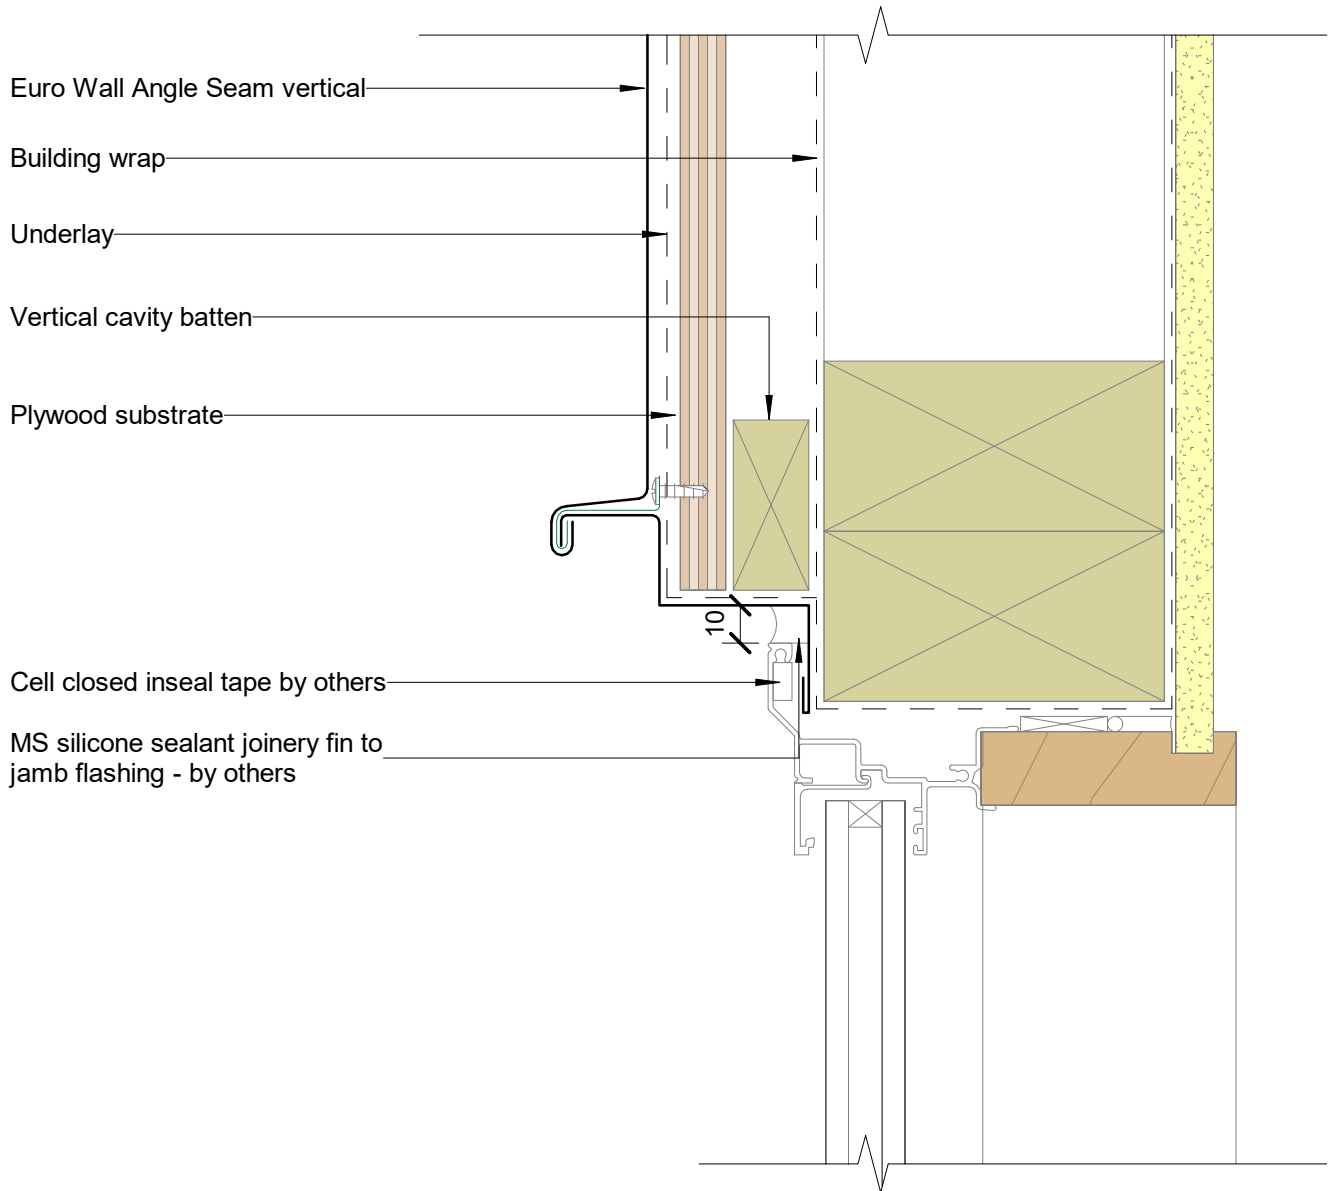 Euro Wall Angle Seam vertical
Building wrap
Underlay
Vertical cavity batten
Plywood substrate
10
Cell closed inseal tape by others
MS silicone sealant joinery fin to
jamb flashing - by others